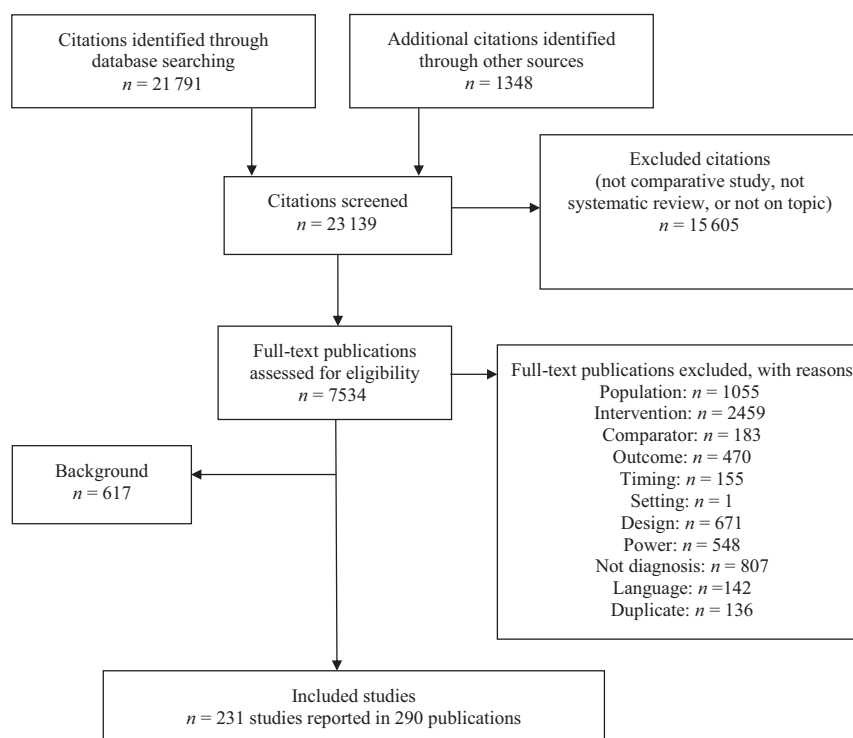 Citations identified through
database searching
n = 21 791
Additional citations identified
through other sources
n = 1348
Excluded citations
(not comparative study, not
systematic review, or not on topic)
n = 15 605
Citations screened
n = 23 139
Full-text publications
assessed for eligibility
n = 7534
Full-text publications excluded, with reasons
Population: n = 1055
Intervention: n = 2459
Comparator: n = 183
Outcome: n = 470
Timing: n = 155
Setting: n = 1
Design: n = 671
Power: n = 548
Not diagnosis: n = 807
Language: n =142
Duplicate: n = 136
Background
n = 617
Included studies
n = 231 studies reported in 290 publications